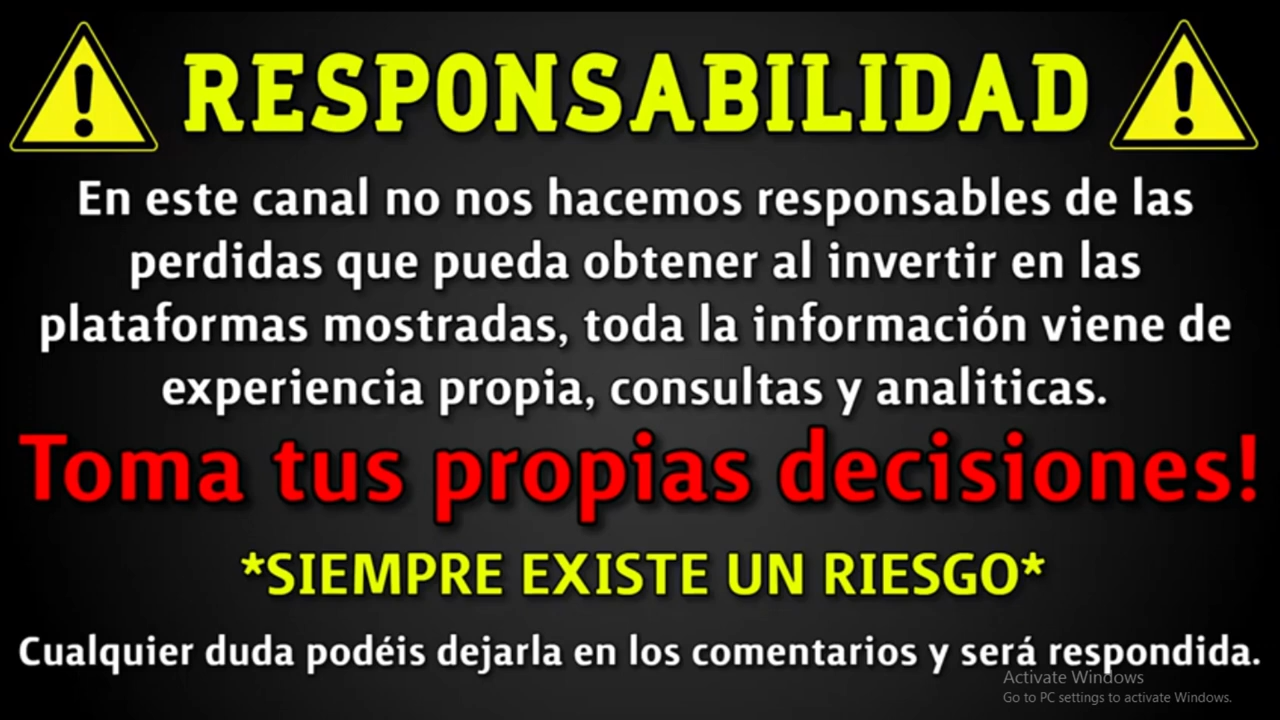 RESPONSABILIDAD
En este canal no nos hacemos responsables de las
perdidas que pueda obtener al invertir en las
plataformas mostradas, toda la información viene de
experiencia propia, consultas y analiticas.
Toma tus propias decisiones!
*SIEMPRE EXISTE UN RIESGO*
Cualquier duda podéis dejarla en los comentarios y será respondida.
Activate Windows
Go to PC settings to activate Windows.